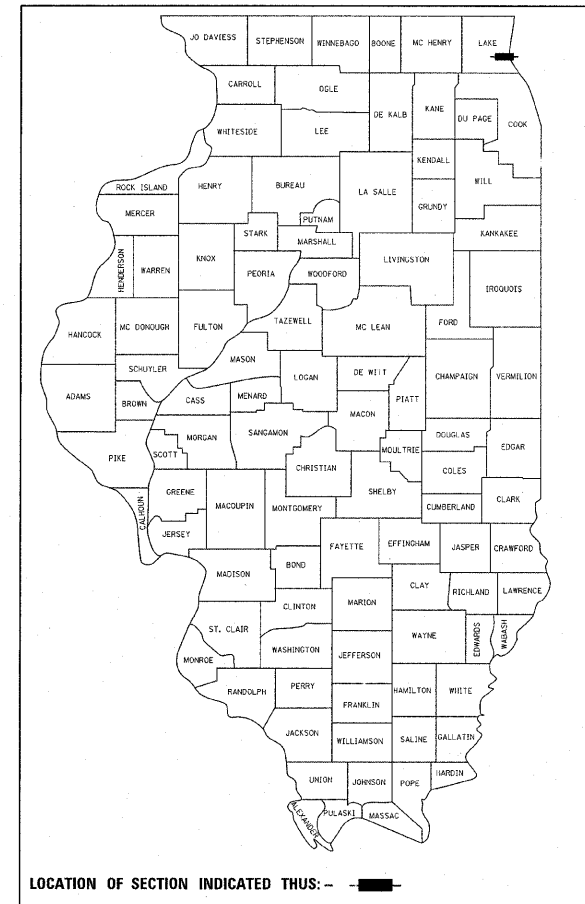 JO DAVIESS STEPHENSON WINNEBAGO BOONE MC HENRY LAKE
CARROLL OGLE DE KALB KANE DU PAGE COOK
WHITESIDE LEE
KENDALL WILL
ROCK ISLAND HENRY BUREAU LA SALLE GRUNDY
MERCER PUTNAM
STARK MARSHALL KANKAKEE
HENDERSON WARREN KNOX PEORIA WOODFORD LIVINGSTON IROQUOIS
HANCOCK MC DONOUGH FULTON TAZEWELL MC LEAN FORD
MASON
SCHUYLER LOGAN DE WITT CHAMPAIGN VERMILION
ADAMS BROWN CASS MENARD MACON PIATT
MORGAN SANGAMON DOUGLAS
PIKE SCOTT CHRISTIAN MOULTRIE COLES EDGAR
CALHOUN GREENE MACOUPIN MONTGOMERY SHELBY CUMBERLAND CLARK
JERSEY FAYETTE EFFINGHAM JASPER CRAWFORD
MADISON BOND
CLAY RICHLAND LAWRENCE
CLINTON MARION
ST. CLAIR WAYNE EDWARDS WABASH
WASHINGTON JEFFERSON
MONROE
RANDOLPH PERRY HAMILTON WHITE
FRANKLIN
JACKSON WILLIAMSON SALINE GALLATIN
HARDIN
UNION JOHNSON POPE
ALEXANDER PULASKI MASSAC
LOCATION OF SECTION INDICATED THUS: -